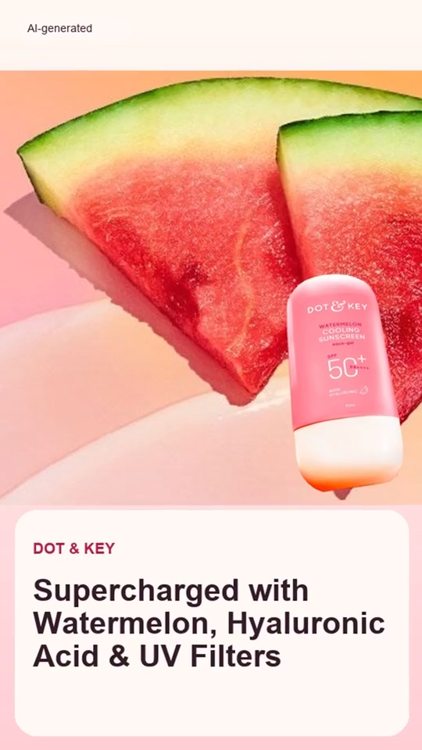 AI-generated
DOT & KEY
WATERMELON
COOLING
SUNSCREEN
SPF
50+
DOT & KEY
Supercharged with
Watermelon, Hyaluronic
Acid & UV Filters